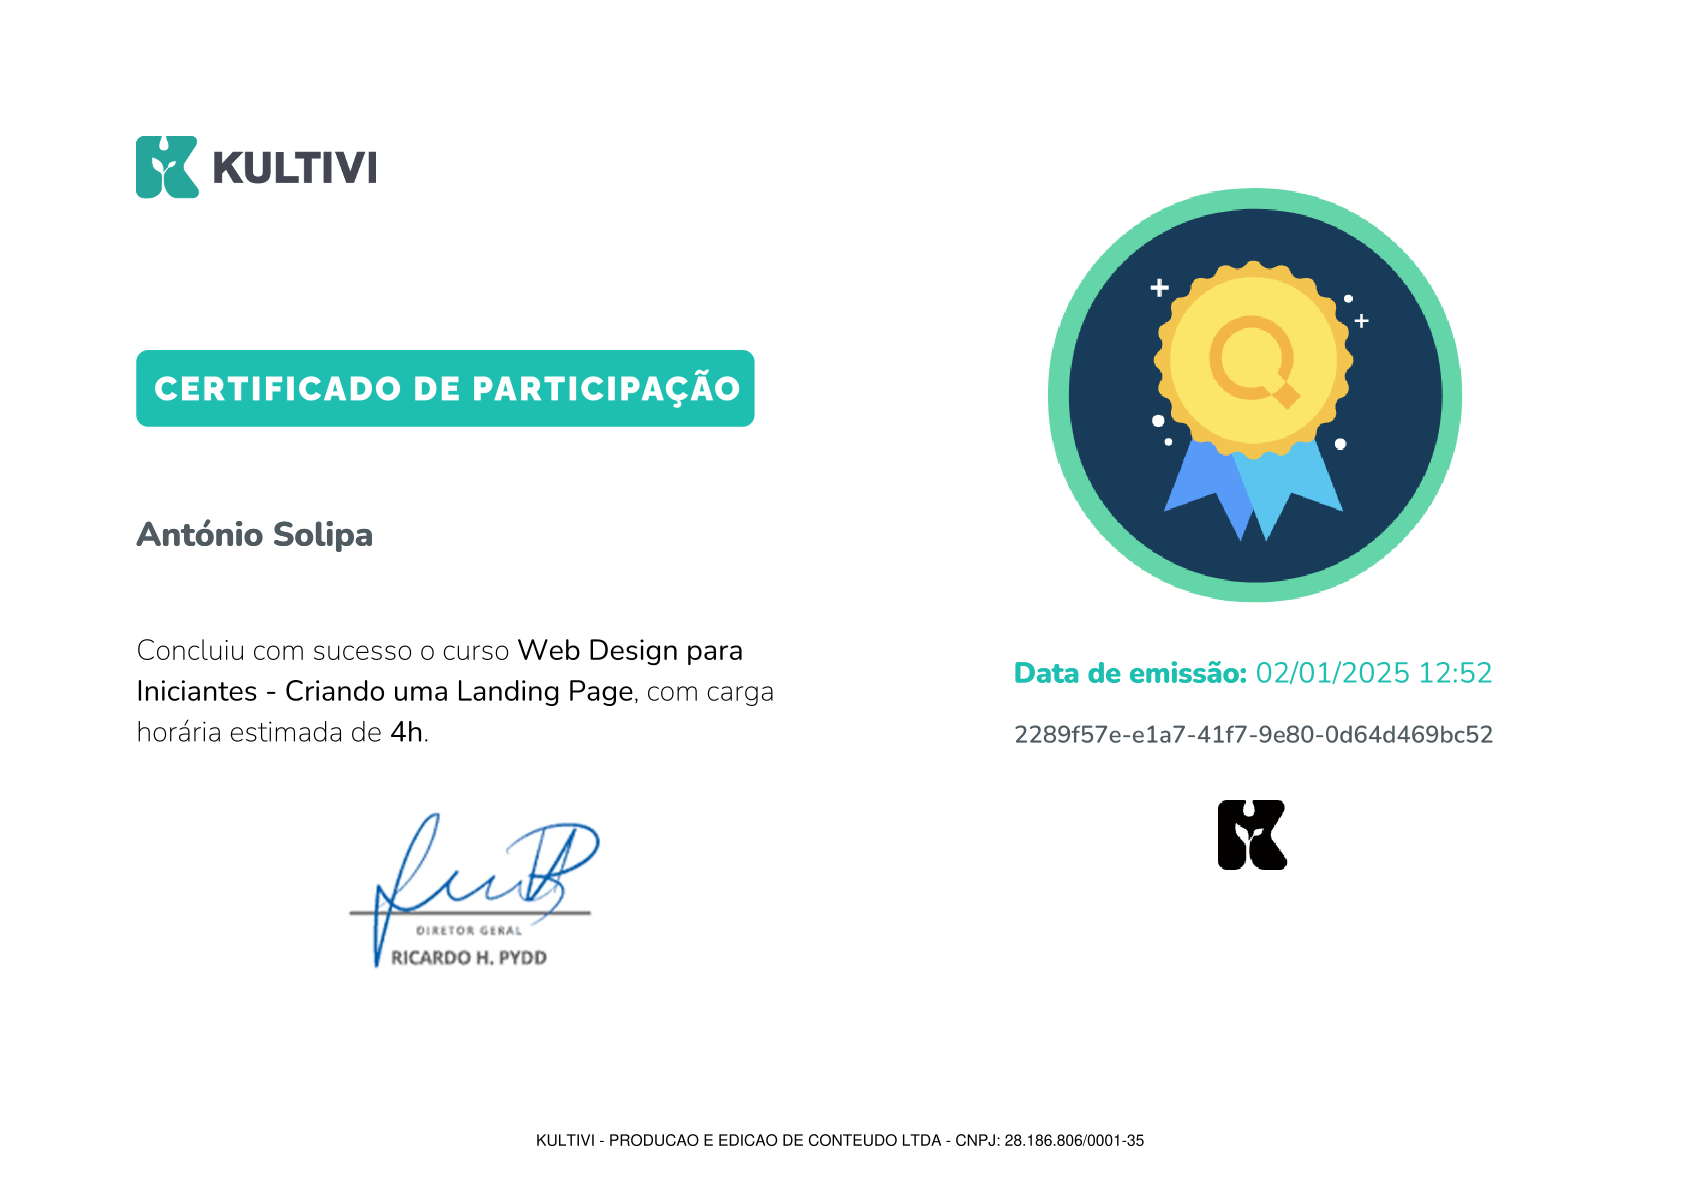 KULTIVI
CERTIFICADO DE PARTICIPAÇÃO
António Solipa
Concluiu com sucesso o curso Web Design para
Iniciantes - Criando uma Landing Page, com carga
horária estimada de 4h.
DIRETOR GERAL
RICARDO H. PYDD
Data de emissão: 02/01/2025 12:52
2289f57e-e1a7-41f7-9e80-0d64d469bc52
KULTIVI - PRODUCAO E EDICAO DE CONTEUDO LTDA - CNPJ: 28.186.806/0001-35